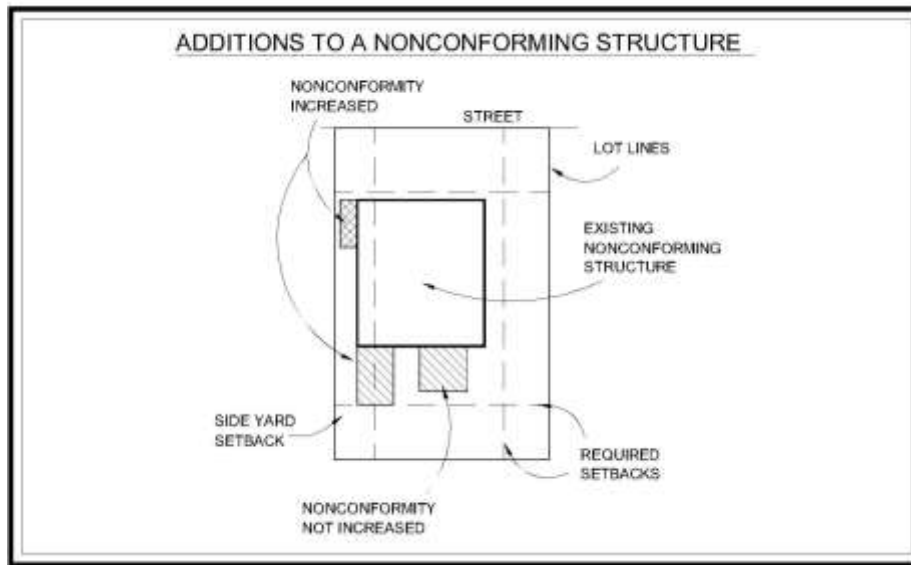 ADDITIONS TO A NONCONFORMING STRUCTURE
NONCONFORMITY
INCREASED
STREET
LOT LINES
EXISTING
NONCONFORMING
STRUCTURE
SIDE YARD
SETBACK
REQUIRED
SETBACKS
NONCONFORMITY
NOT INCREASED